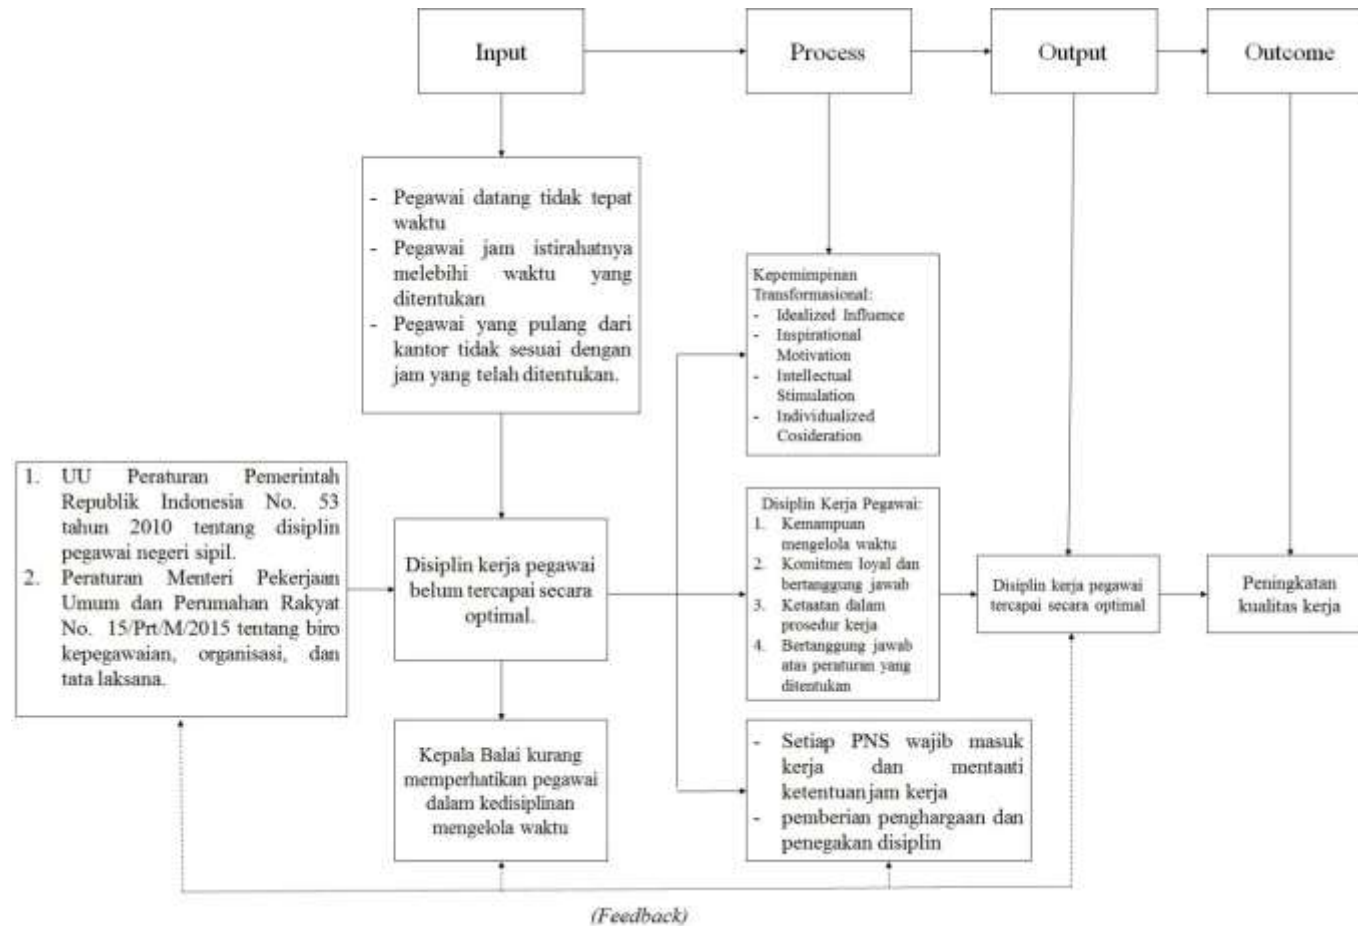 Input
Process
Output
Outcome
- Pegawai datang tidak tepat
waktu
- Pegawai jam istirahatnya
melebihi waktu yang
ditentukan
- Pegawai yang pulang dari
kantor tidak sesuai dengan
jam yang telah ditentukan.
Kepemimpinan
Transformasional:
- Idealized Influence
- Inspirational
Motivation
- Intellectual
Stimulation
- Individualized
Cosideration
1. UU Peraturan Pemerintah
Republik Indonesia No. 53
tahun 2010 tentang disiplin
pegawai negeri sipil.
2. Peraturan Menteri Pekerjaan
Umum dan Perumahan Rakyat
No. 15/Prt/M/2015 tentang biro
kepegawaian, organisasi, dan
tata laksana.
Disiplin kerja pegawai
belum tercapai secara
optimal.
Disiplin Kerja Pegawai:
1. Kemampuan
mengelola waktu
2. Komitmen loyal dan
bertanggung jawab
3. Ketaatan dalam
prosedur kerja
4. Bertanggung jawab
atas peraturan yang
ditentukan
Disiplin kerja pegawai
tercapai secara optimal
Peningkatan
kualitas kerja
Kepala Balai kurang
memperhatikan pegawai
dalam kedisiplinan
mengelola waktu
- Setiap PNS wajib masuk
kerja dan mentaati
ketentuan jam kerja
- pemberian penghargaan dan
penegakan disiplin
(Feedback)